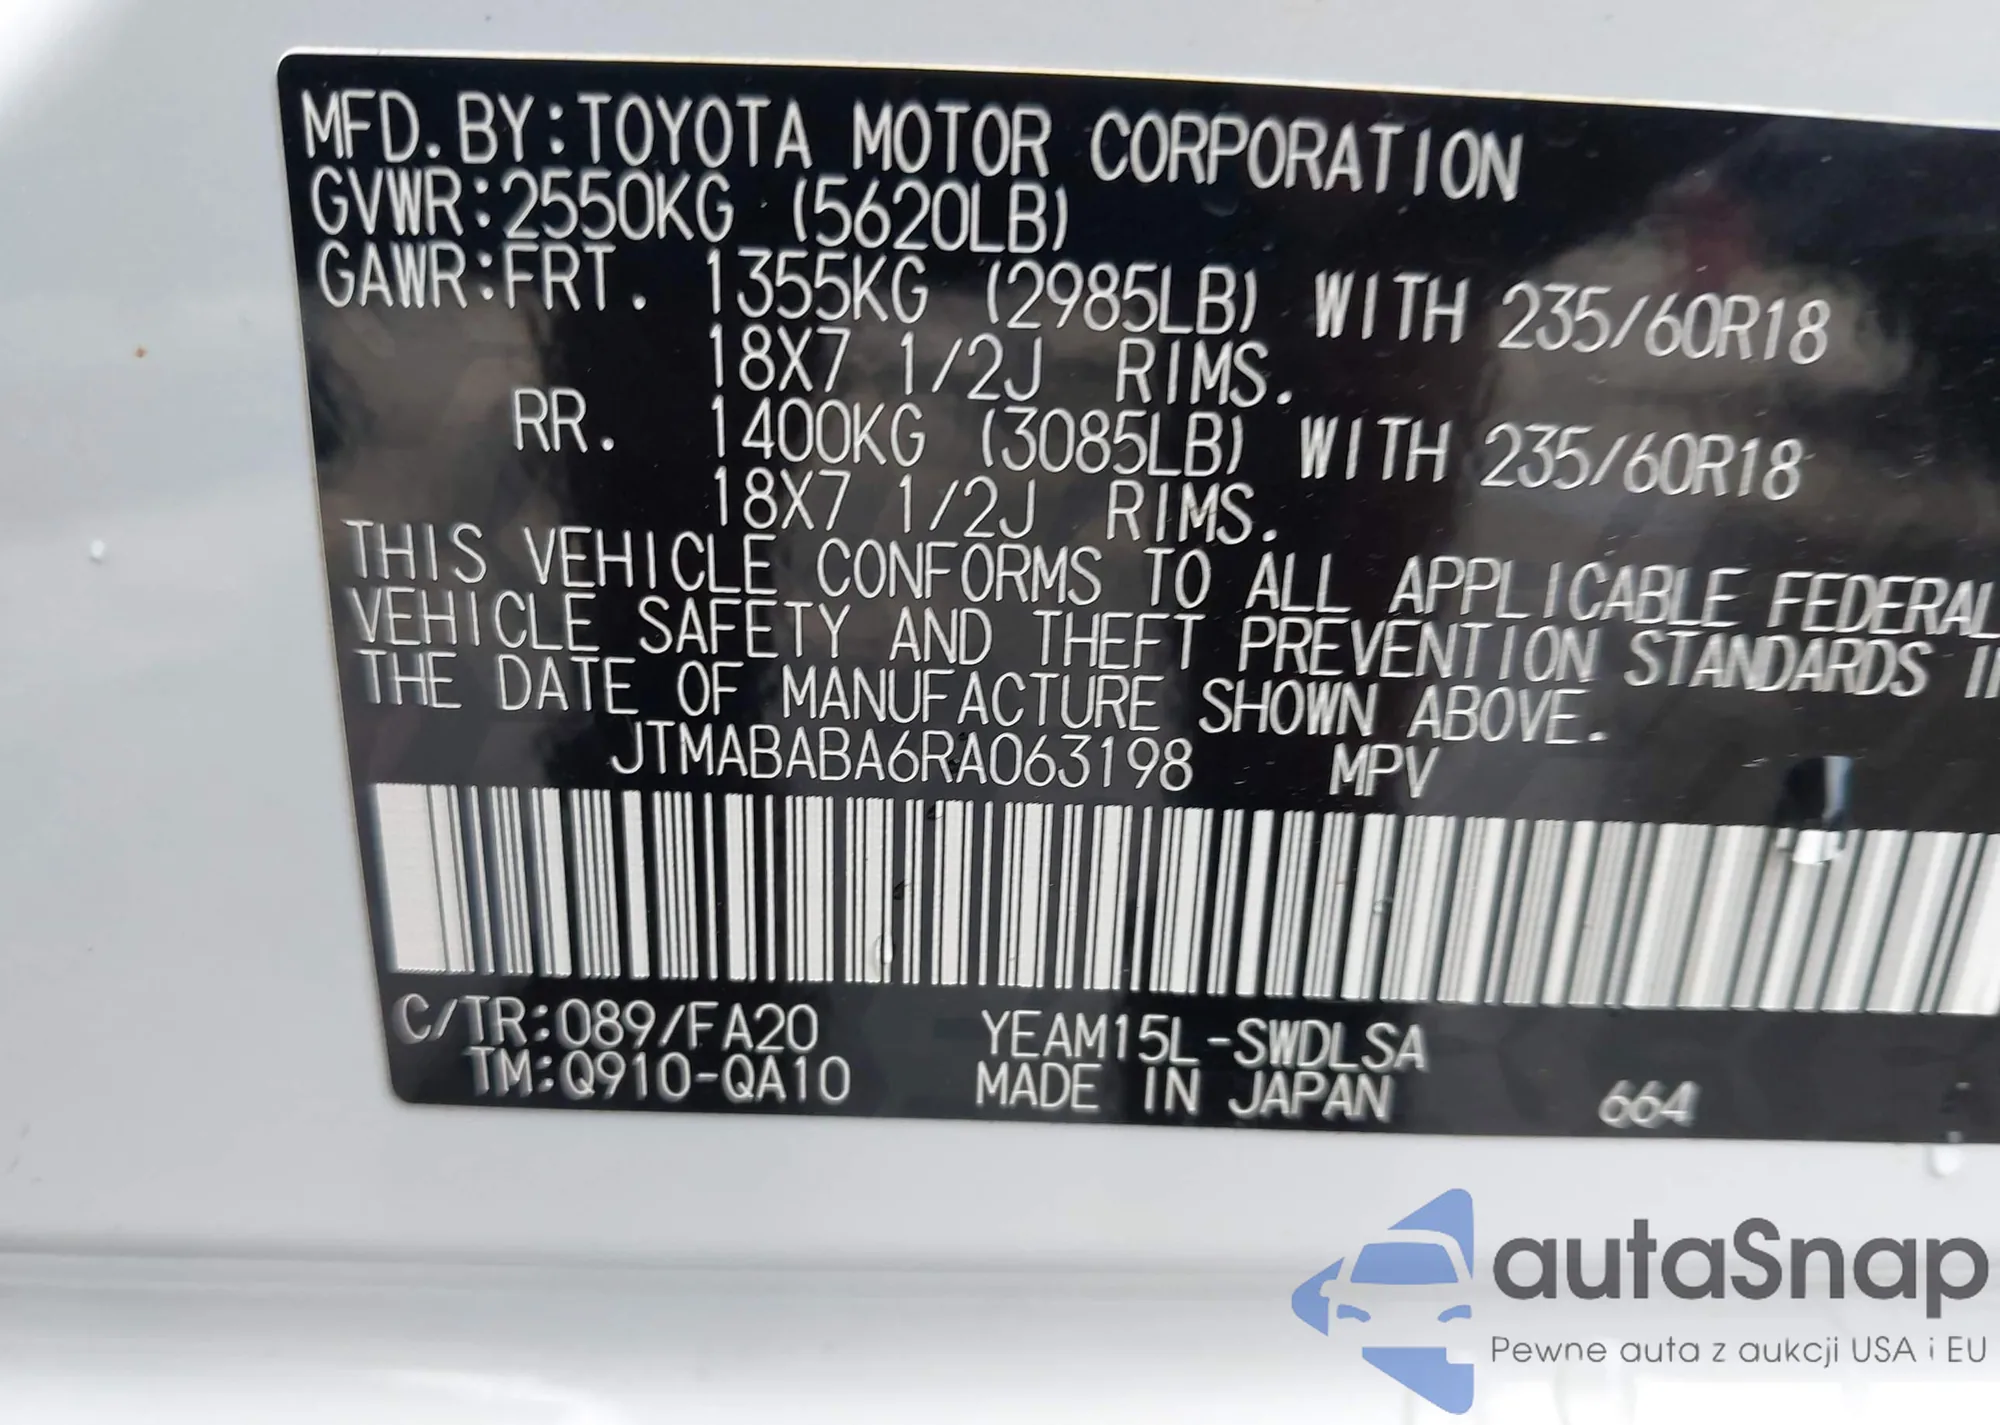 MFD. BY:TOYOTA MOTOR CORPORATION
GVWR:2550KG (5620LB)
GAWR:FRT. 1355KG (2985LB) WITH 235/60R18
18X7 1/2J RIMS.
RR. 1400KG (3085LB) WITH 235/60R18
18X7 1/2J RIMS.
THIS VEHICLE CONFORMS TO ALL APPLICABLE FEDERAL
VEHICLE SAFETY AND THEFT PREVENTION STANDARDS I
THE DATE OF MANUFACTURE SHOWN ABOVE.
JTMABABA6RA063198 MPV
C/TR:089/FA20 YEAM15L-SWDLSA
TM:Q910-QA10 MADE IN JAPAN 664
autaSnap
Pewne auta z aukcji USA i EU